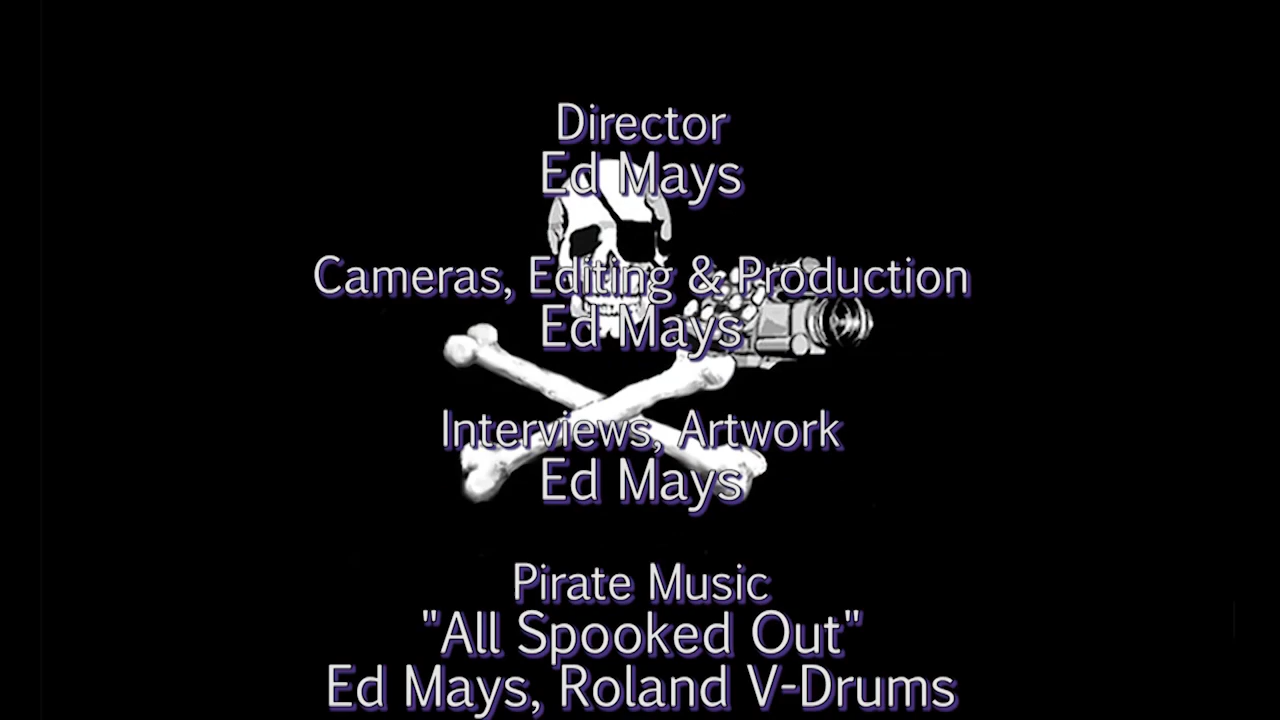 Director
Ed Mays
Cameras, Editing & Production
Ed Mays
Interviews, Artwork
Ed Mays
Pirate Music
"All Spooked Out"
Ed Mays, Roland V-Drums